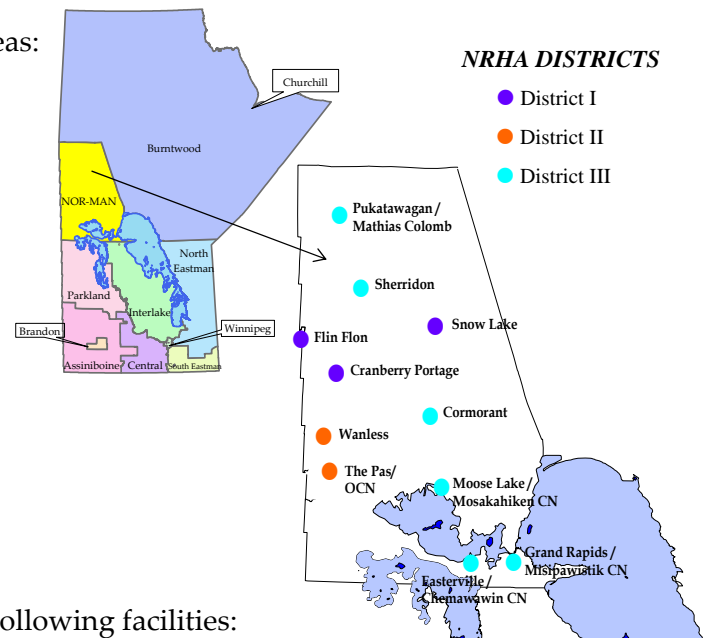 eas:
NRHA DISTRICTS
District I
District II
District III
Churchill
Burntwood
NOR-MAN
North
Eastman
Parkland
Interlake
Brandon
Winnipeg
Assiniboine
Central
South Eastman
Pukatawagan /
Mathias Colomb
Sherridon
Snow Lake
Flin Flon
Cranberry Portage
Cormorant
Wanless
The Pas/
OCN
Moose Lake /
Mosakahiken CN
Grand Rapids /
Misipawistik CN
Easterville /
Chemawawin CN
ollowing facilities: